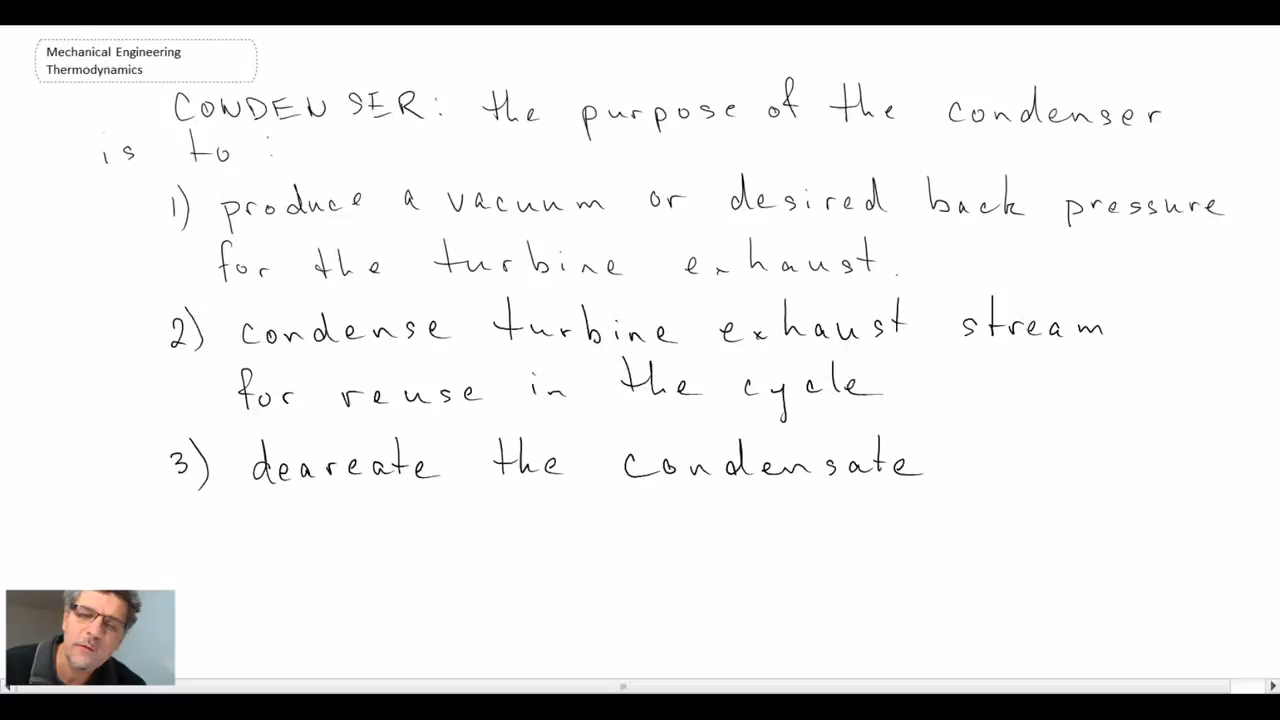 Mechanical Engineering
Thermodynamics
CONDENSER: the purpose of the condenser
is to :
1) produce a vacuum or desired back pressure
for the turbine exhaust.
2) condense turbine exhaust stream
for reuse in the cycle
3) deareate the condensate